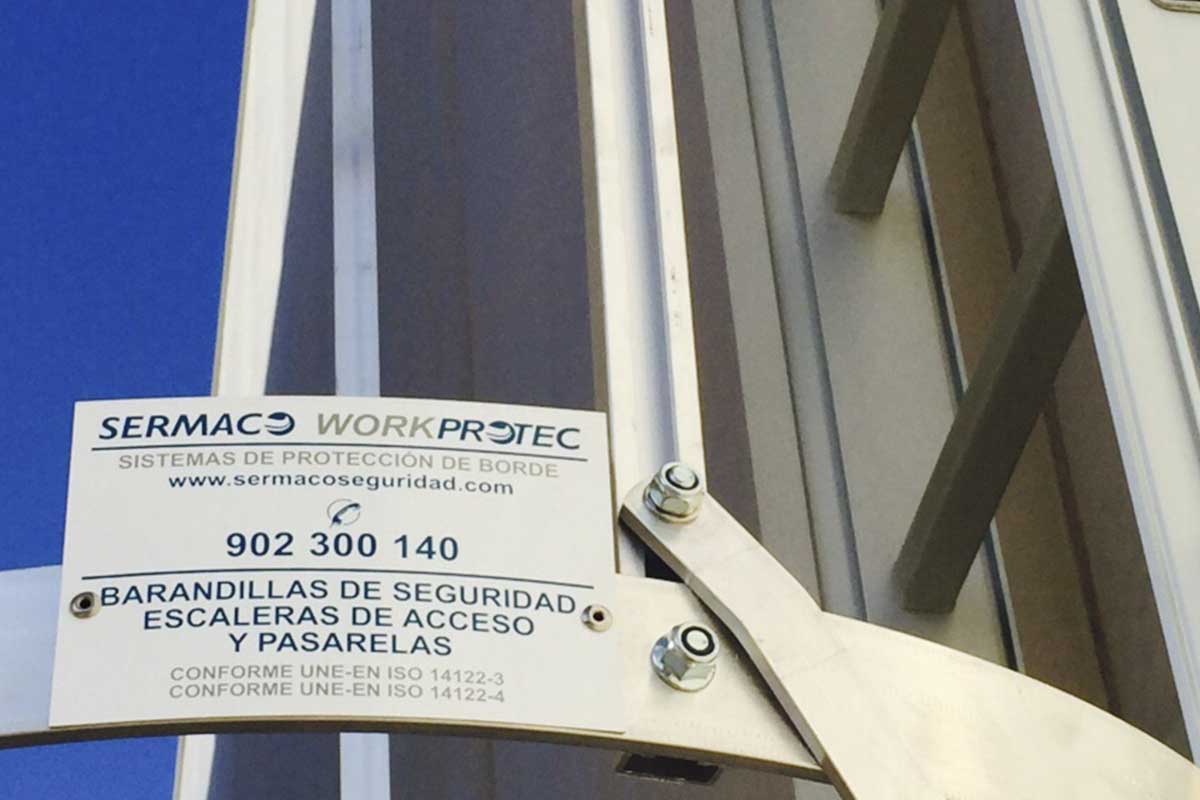 SERMACO WORKPROTEC
SISTEMAS DE PROTECCIÓN DE BORDE
www.sermacoseguridad.com
902 300 140
BARANDILLAS DE SEGURIDAD
ESCALERAS DE ACCESO
Y PASARELAS
CONFORME UNE-EN ISO 14122-3
CONFORME UNE-EN ISO 14122-4